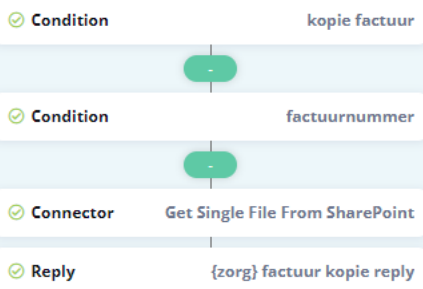 Condition kopie factuur
-
Condition factuurnummer
-
Connector Get Single File From SharePoint
Reply {zorg} factuur kopie reply